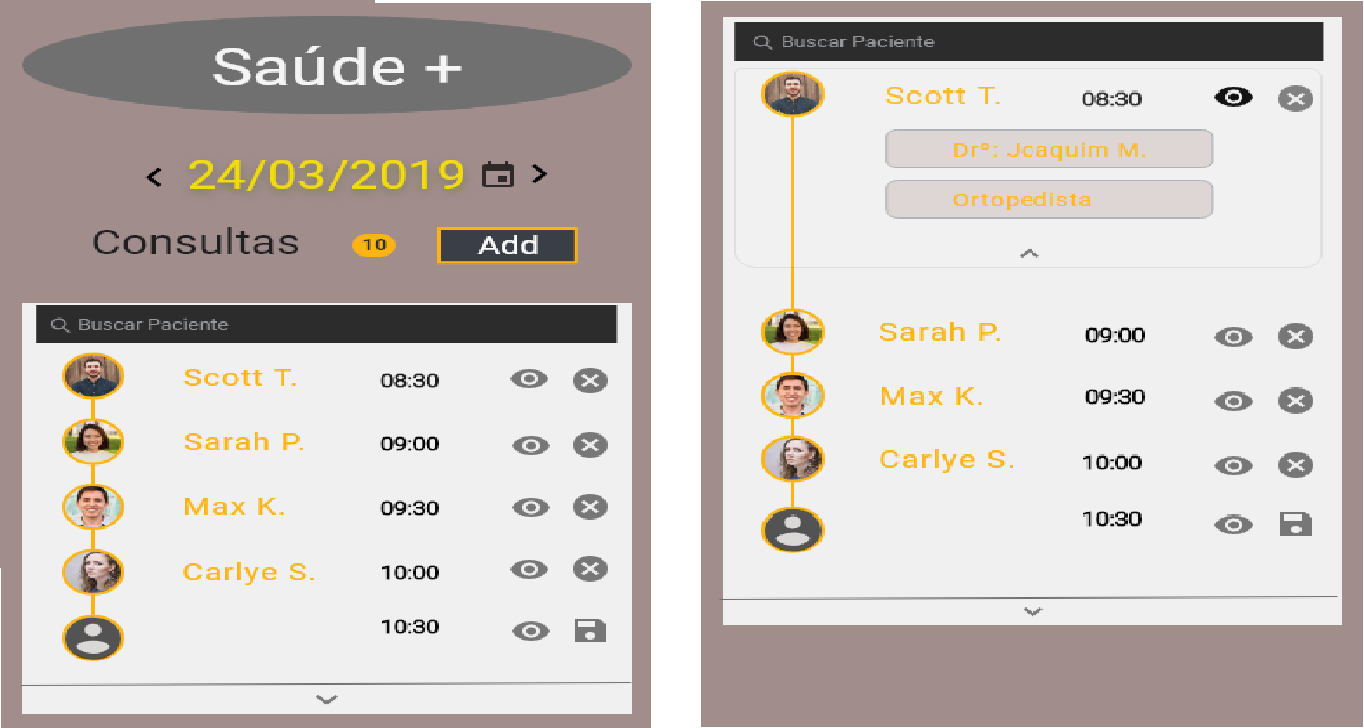 Saúde +
< 24/03/2019 >
Consultas 10 Add
Buscar Paciente
Scott T. 08:30
Sarah P. 09:00
Max K. 09:30
Carlye S. 10:00
10:30
Buscar Paciente
Scott T. 08:30
Drº: Joaquim M.
Ortopedista
Sarah P. 09:00
Max K. 09:30
Carlye S. 10:00
10:30